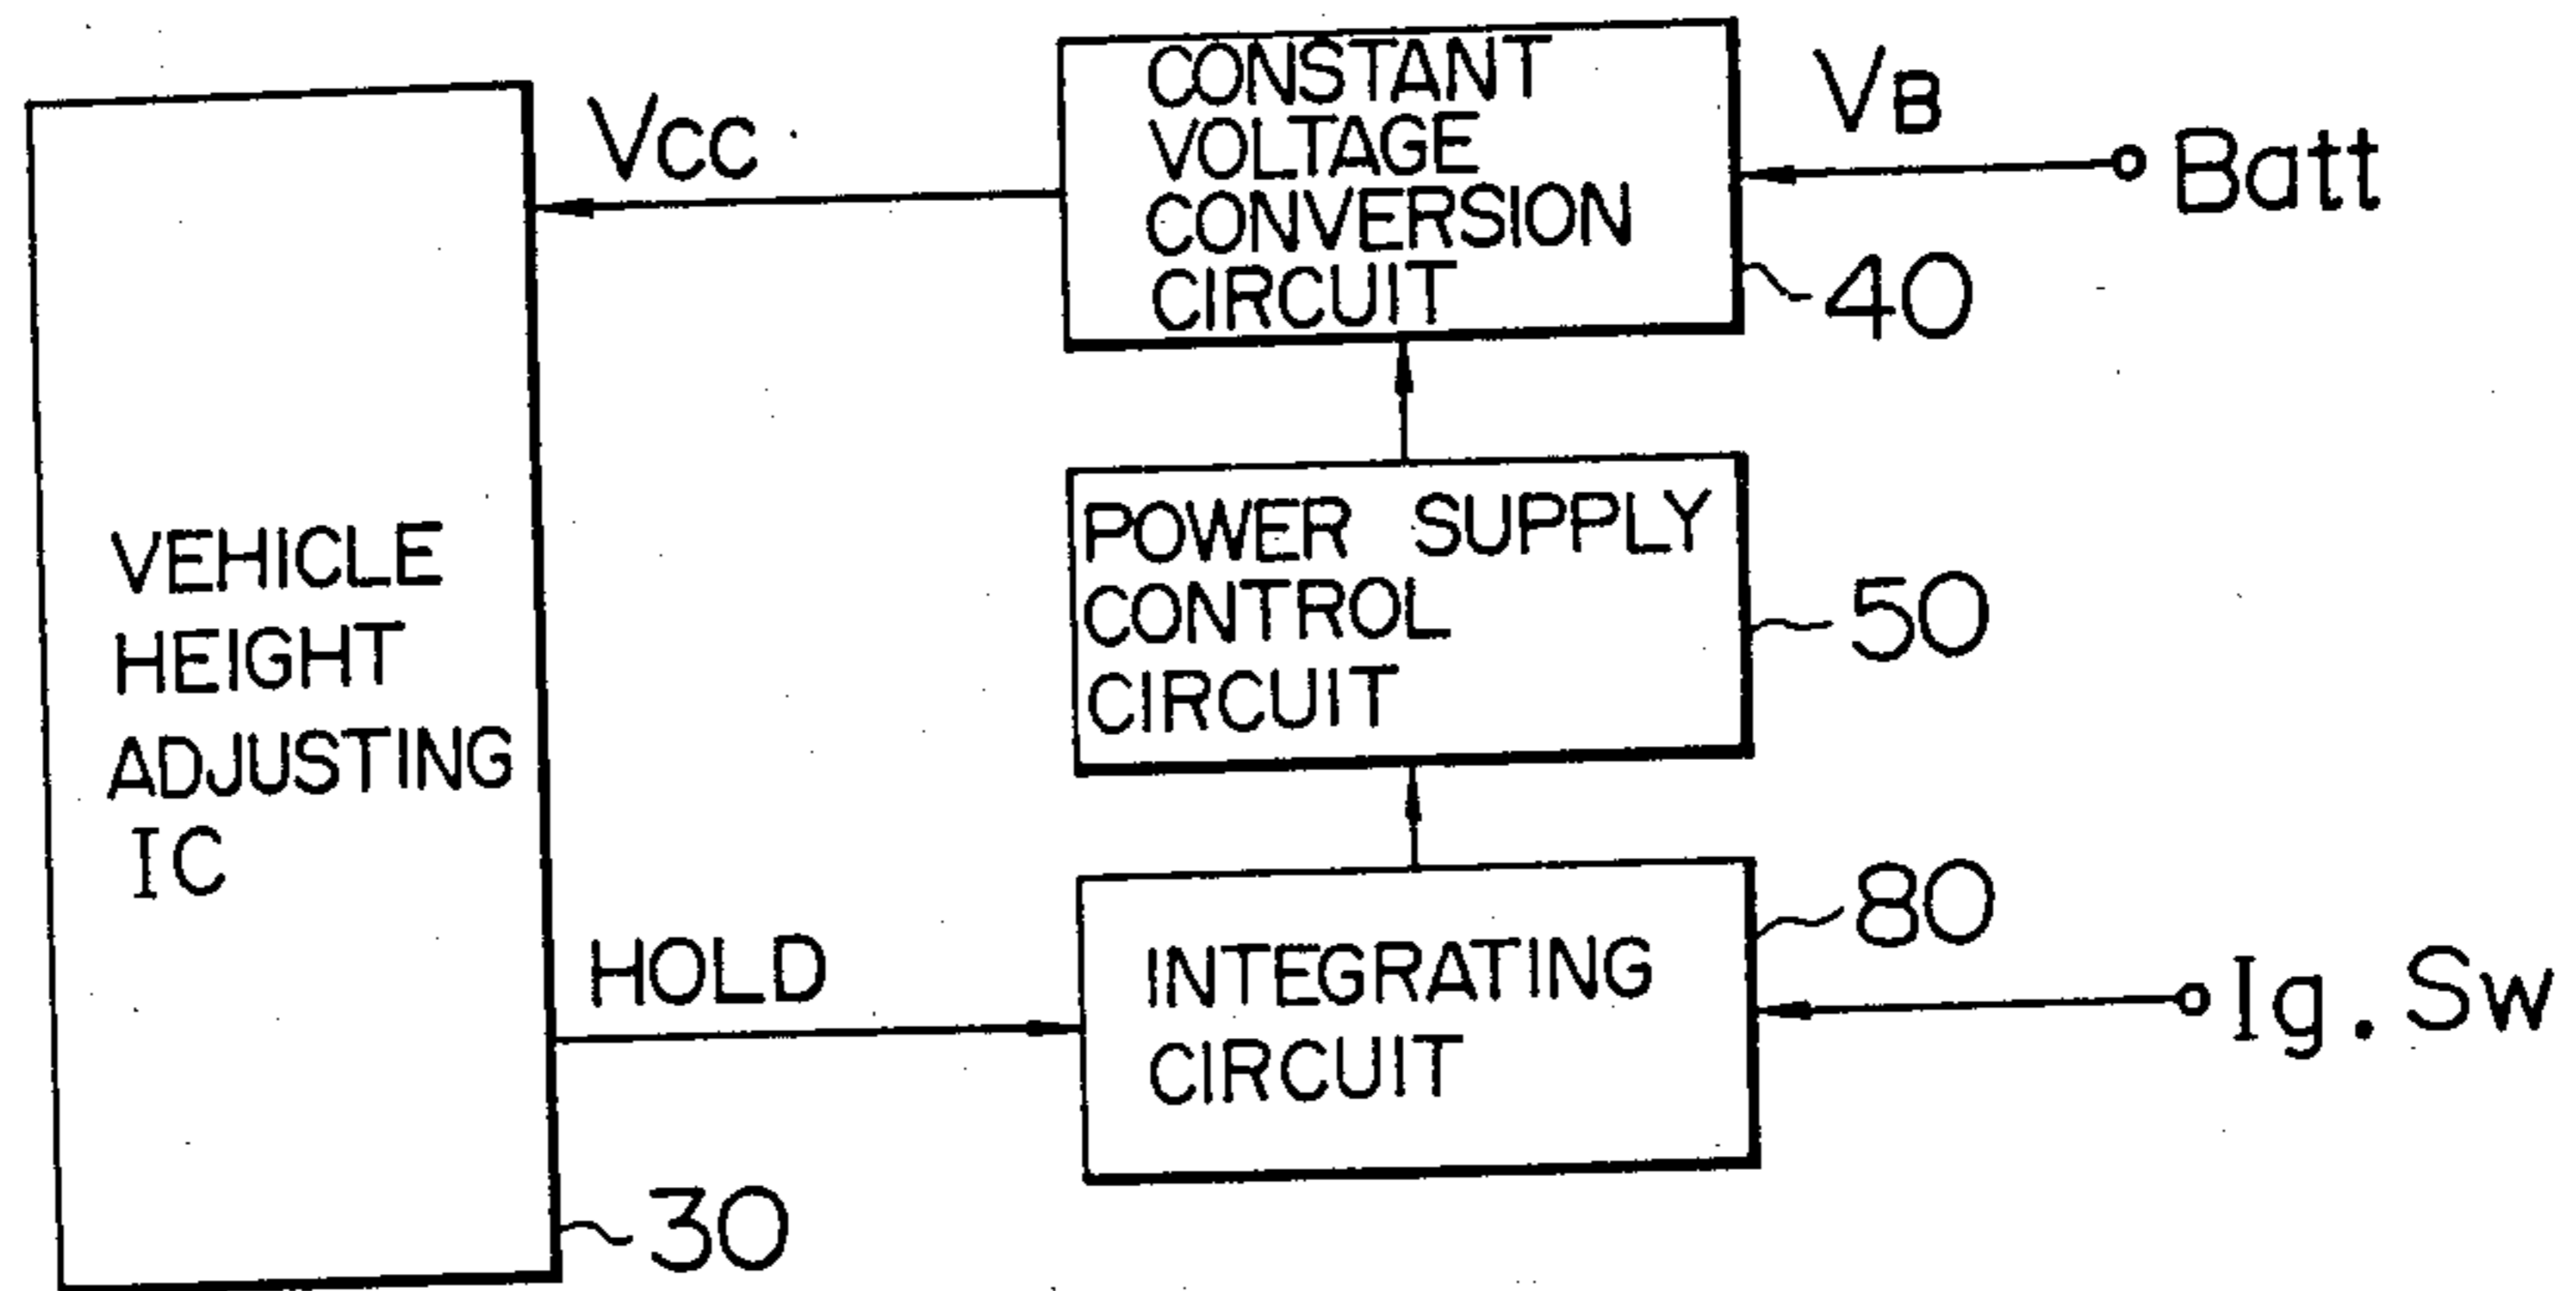 VEHICLE
HEIGHT
ADJUSTING
IC
30
Vcc
HOLD
CONSTANT
VOLTAGE
CONVERSION
CIRCUIT
40
VB
Batt
POWER SUPPLY
CONTROL
CIRCUIT
50
INTEGRATING
CIRCUIT
80
Ig. Sw